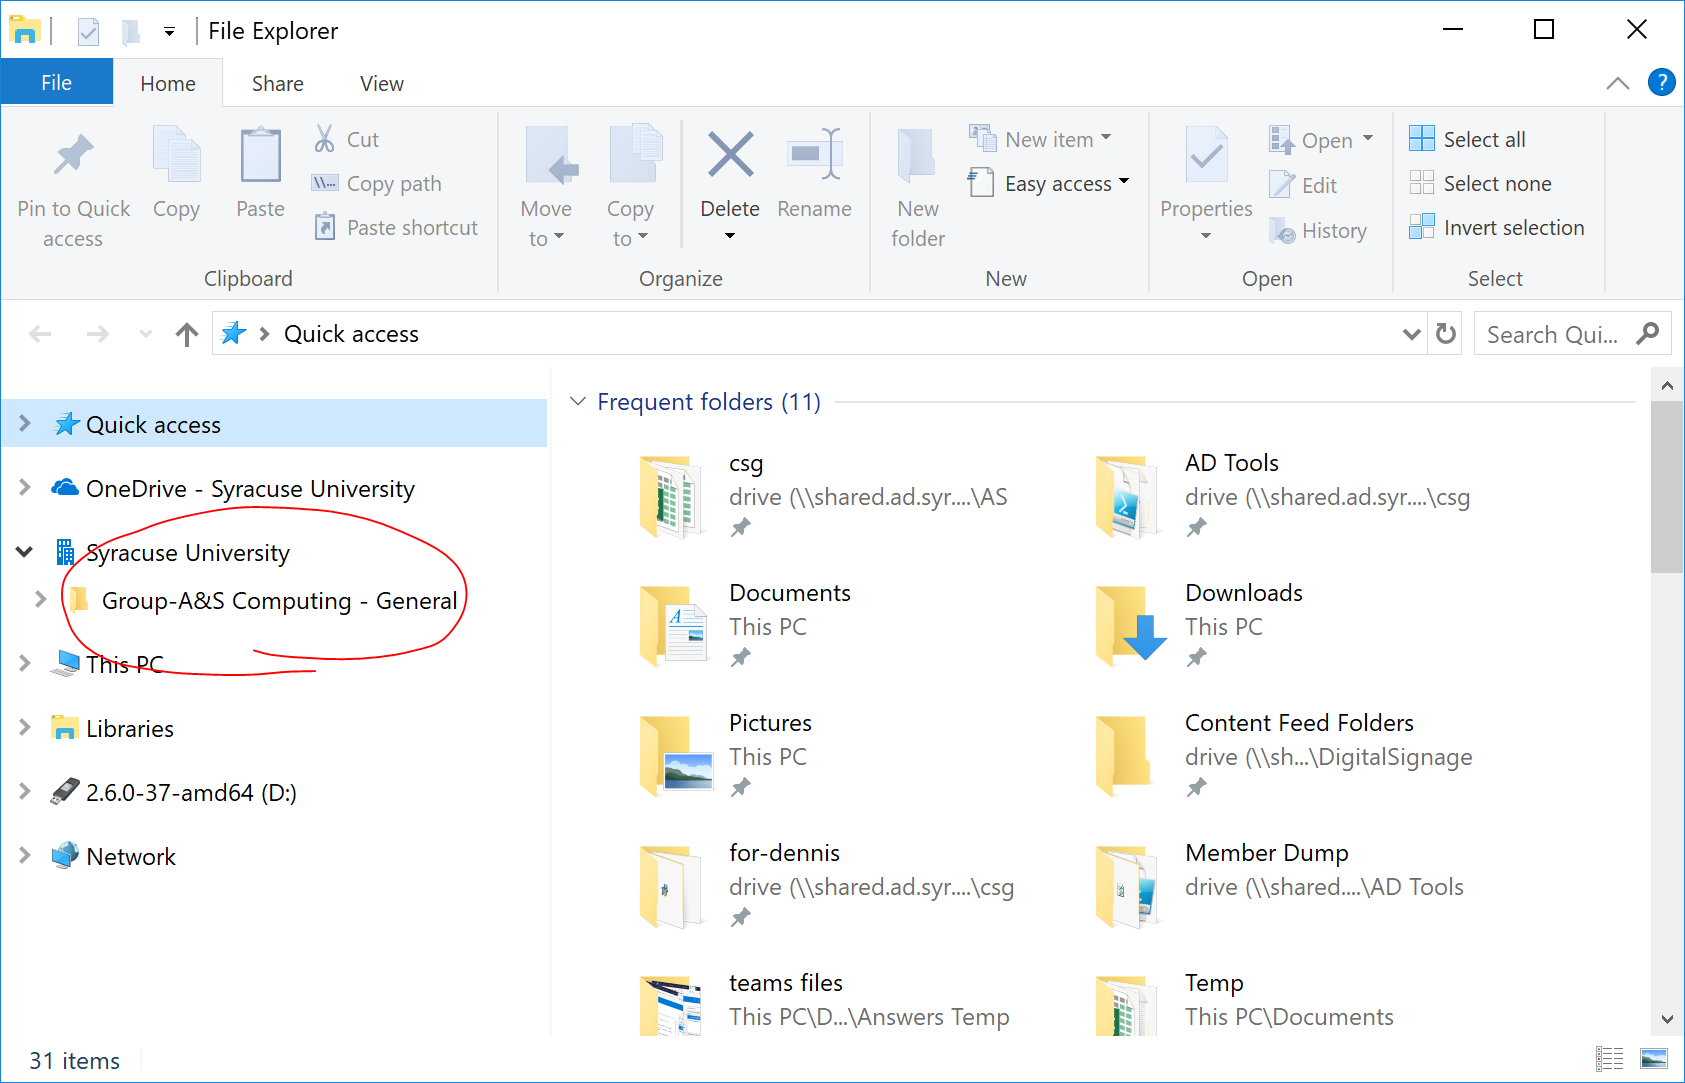 File Explorer
File
Home
Share
View
?
Pin to Quick
access
Copy
Paste
Cut
Copy path
Paste shortcut
Clipboard
Move
to
Copy
to
Delete
Rename
Organize
New
folder
New item
Easy access
New
Properties
Open
Edit
History
Open
Select all
Select none
Invert selection
Select
Quick access
Search Qui...
Quick access
OneDrive - Syracuse University
Syracuse University
Group-A&S Computing - General
This PC
Libraries
2.6.0-37-amd64 (D:)
Network
Frequent folders (11)
csg
drive (\\shared.ad.syr....\AS
AD Tools
drive (\\shared.ad.syr....\csg
Documents
This PC
Downloads
This PC
Pictures
This PC
Content Feed Folders
drive (\\sh...\DigitalSignage
for-dennis
drive (\\shared.ad.syr....\csg
Member Dump
drive (\\shared....\AD Tools
teams files
This PC\D...\Answers Temp
Temp
This PC\Documents
31 items